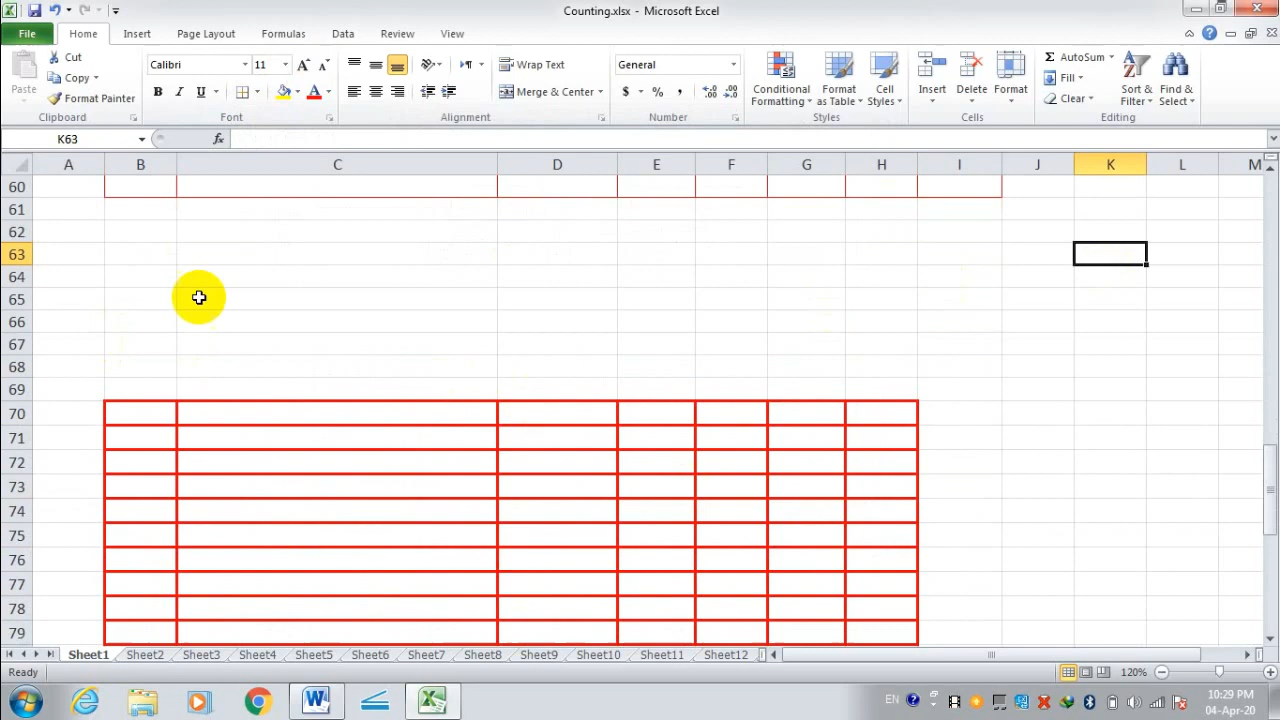 Counting.xlsx - Microsoft Excel
File Home Insert Page Layout Formulas Data Review View
Paste Cut Copy Format Painter
Calibri 11
B I U A A A
Wrap Text
Merge & Center
General
$ % ,
Conditional Formatting Format as Table Cell Styles
Insert Delete Format
Σ AutoSum Fill Clear
Sort & Filter Find & Select
Clipboard Font Alignment Number Styles Cells Editing
K63 fx
A B C D E F G H I J K L M
60
61
62
63
64
65
66
67
68
69
70
71
72
73
74
75
76
77
78
79
Sheet1 Sheet2 Sheet3 Sheet4 Sheet5 Sheet6 Sheet7 Sheet8 Sheet9 Sheet10 Sheet11 Sheet12
Ready 120%
EN 10:29 PM
04-Apr-20